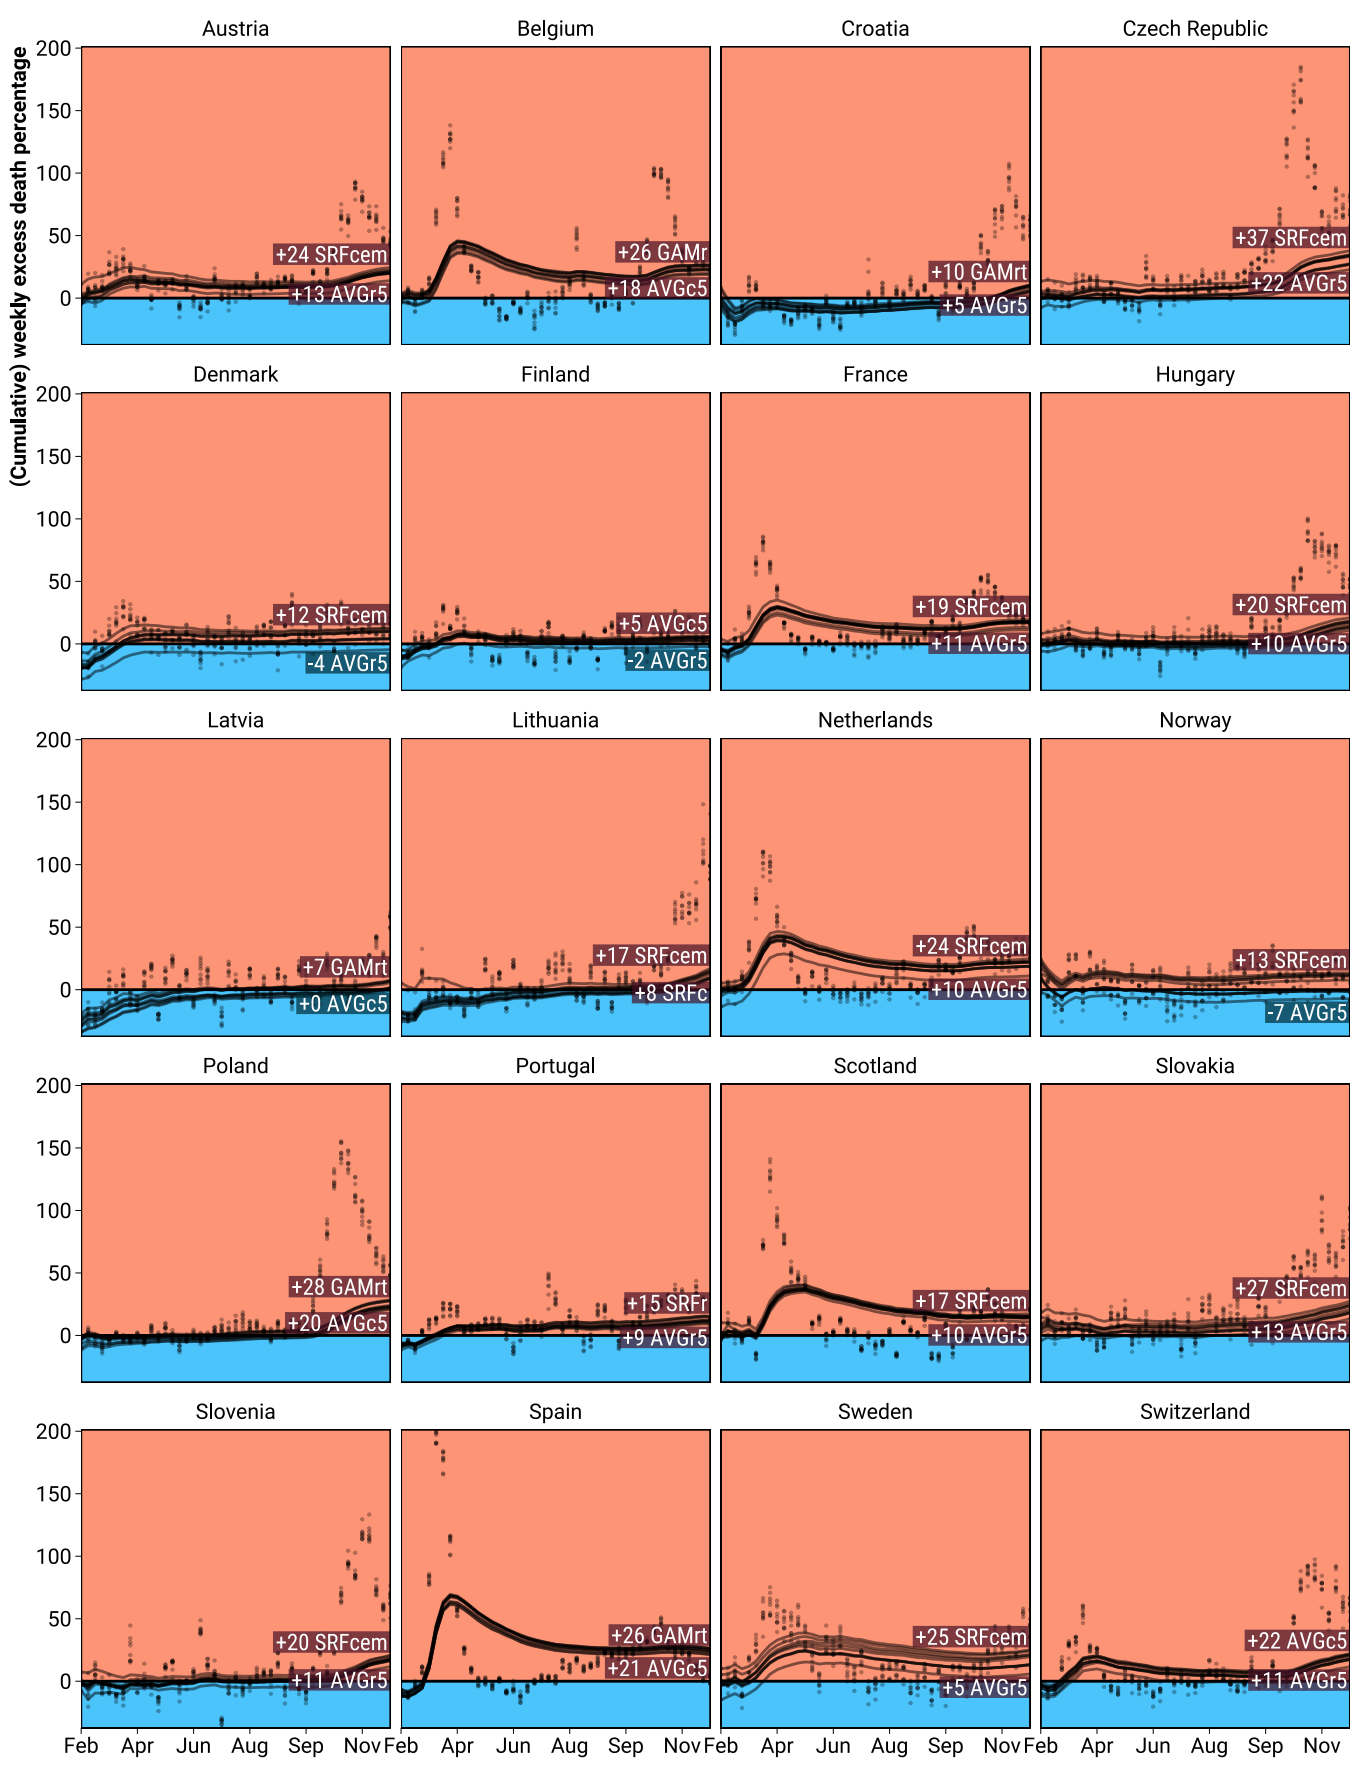 (Cumulative) weekly excess death percentage
Austria Belgium Croatia Czech Republic
200
150
100
50
0
+24 SRFcem
+13 AVGr5
+26 GAMr
+18 AVGc5
+10 GAMrt
+5 AVGr5
+37 SRFcem
+22 AVGr5
Denmark Finland France Hungary
200
150
100
50
0
+12 SRFcem
-4 AVGr5
+5 AVGc5
-2 AVGr5
+19 SRFcem
+11 AVGr5
+20 SRFcem
+10 AVGr5
Latvia Lithuania Netherlands Norway
200
150
100
50
0
+7 GAMrt
+0 AVGc5
+17 SRFcem
+8 SRFc
+24 SRFcem
+10 AVGr5
+13 SRFcem
-7 AVGr5
Poland Portugal Scotland Slovakia
200
150
100
50
0
+28 GAMrt
+20 AVGc5
+15 SRFr
+9 AVGr5
+17 SRFcem
+10 AVGr5
+27 SRFcem
+13 AVGr5
Slovenia Spain Sweden Switzerland
200
150
100
50
0
+20 SRFcem
+11 AVGr5
+26 GAMrt
+21 AVGc5
+25 SRFcem
+5 AVGr5
+22 AVGc5
+11 AVGr5
Feb Apr Jun Aug Sep Nov Feb Apr Jun Aug Sep Nov Feb Apr Jun Aug Sep Nov Feb Apr Jun Aug Sep Nov